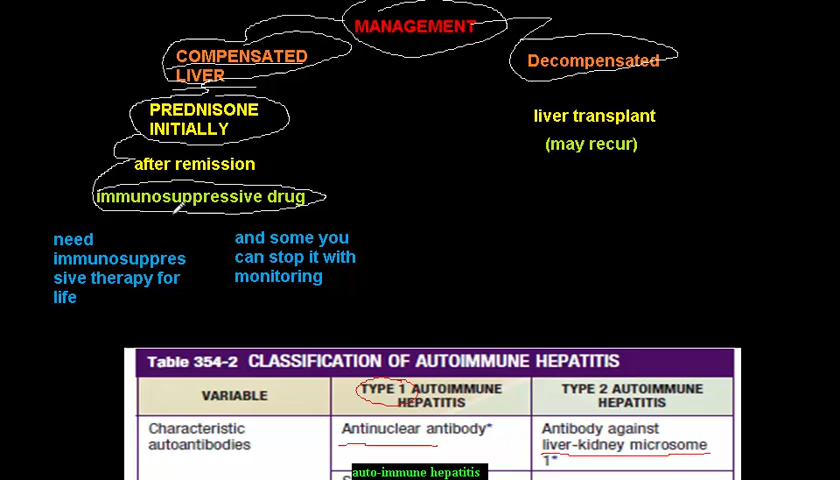 MANAGEMENT
COMPENSATED
LIVER
Decompensated
PREDNISONE
INITIALLY
liver transplant
(may recur)
after remission
immunosuppressive drug
need
immunosuppres
sive therapy for
life
and some you
can stop it with
monitoring
Table 354-2 CLASSIFICATION OF AUTOIMMUNE HEPATITIS
VARIABLE
TYPE 1 AUTOIMMUNE
HEPATITIS
TYPE 2 AUTOIMMUNE
HEPATITIS
Characteristic
autoantibodies
Antinuclear antibody*
Antibody against
liver-kidney microsome
1*
auto-immune hepatitis